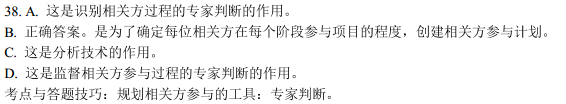 38. A. 这是识别相关方过程的专家判断的作用。
B. 正确答案。是为了确定每位相关方在每个阶段参与项目的程度，创建相关方参与计划。
C. 这是分析技术的作用。
D. 这是监督相关方参与过程的专家判断的作用。
考点与答题技巧：规划相关方参与的工具：专家判断。